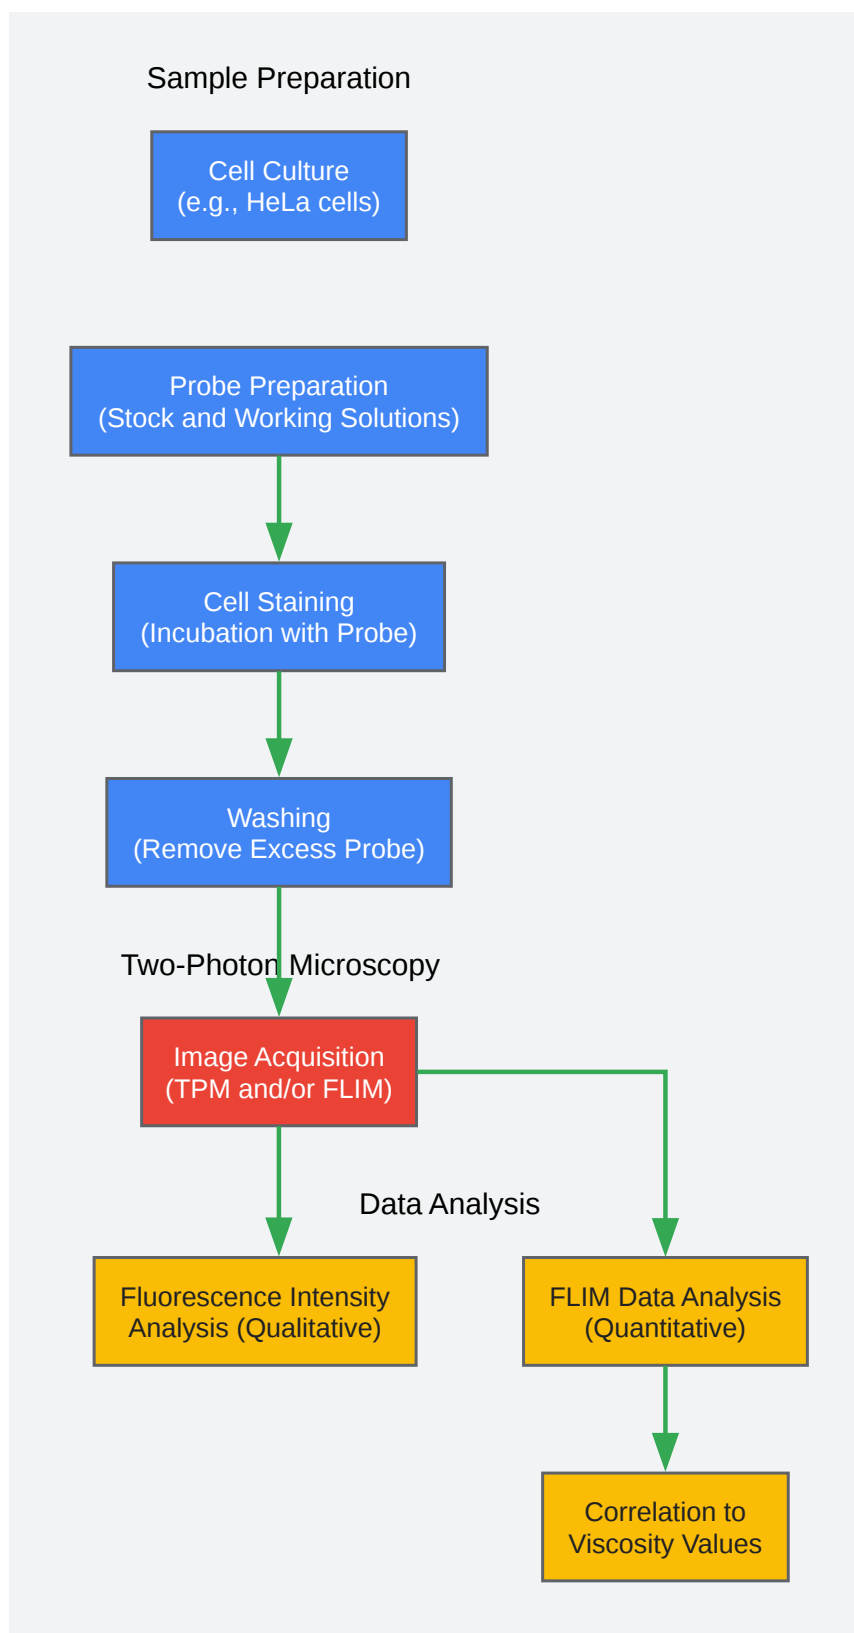 Sample Preparation
Cell Culture
(e.g., HeLa cells)
Probe Preparation
(Stock and Working Solutions)
Cell Staining
(Incubation with Probe)
Washing
(Remove Excess Probe)
Two-Photon Microscopy
Image Acquisition
(TPM and/or FLIM)
Data Analysis
Fluorescence Intensity
Analysis (Qualitative)
FLIM Data Analysis
(Quantitative)
Correlation to
Viscosity Values